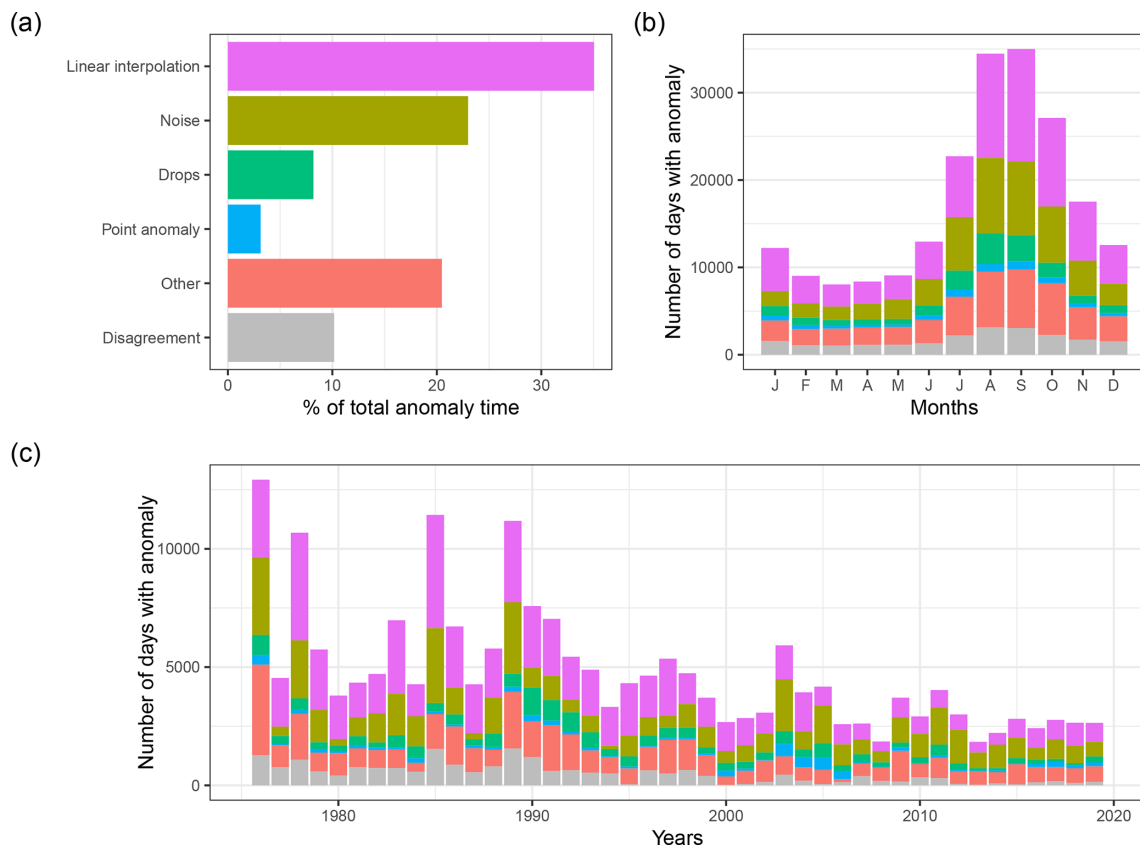 (a)
Linear interpolation
Noise
Drops
Point anomaly
Other
Disagreement
0 10 20 30
% of total anomaly time
(b)
Number of days with anomaly
30000
20000
10000
0
J F M A M J J A S O N D
Months
(c)
Number of days with anomaly
10000
5000
0
1980 1990 2000 2010 2020
Years